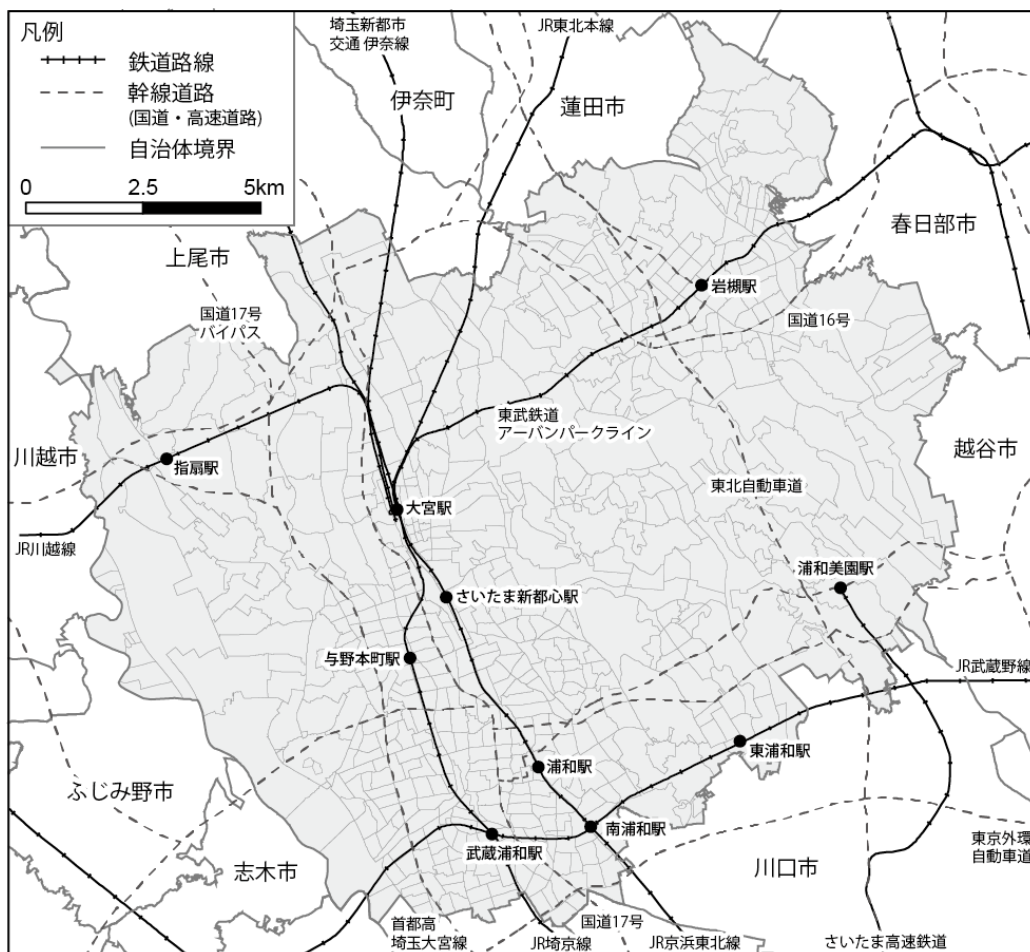 凡例
鉄道路線
幹線道路
(国道・高速道路)
自治体境界
0 2.5 5km
埼玉新都市
交通 伊奈線
JR東北本線
伊奈町
蓮田市
春日部市
上尾市
岩槻駅
国道17号
バイパス
国道16号
東武鉄道
アーバンパークライン
川越市
指扇駅
越谷市
東北自動車道
大宮駅
JR川越線
浦和美園駅
さいたま新都心駅
与野本町駅
JR武蔵野線
東浦和駅
浦和駅
ふじみ野市
南浦和駅
武蔵浦和駅
東京外環
自動車道
志木市
川口市
首都高
埼玉大宮線
国道17号
JR埼京線
JR京浜東北線
さいたま高速鉄道